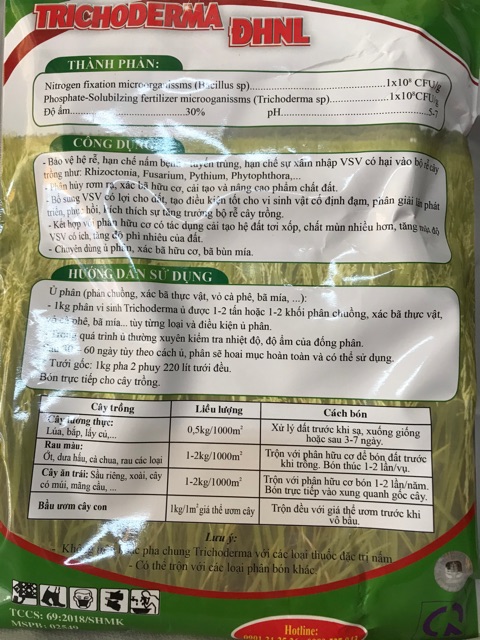 TRICHODERMA
ĐHNL
THÀNH PHẦN:
Nitrogen fixation microorganissms (Bacillus sp)....................1x10⁸ CFU/g
Phosphate-Solubilzing fertilizer microoganissms (Trichoderma sp)..............1x10⁸CFU/g
Độ ẩm..............................30% pH..............................5-7
CÔNG DỤNG
- Bảo vệ hệ rễ, hạn chế nấm bệnh tuyến trùng, hạn chế sự xâm nhập VSV có hại vào bộ rễ cây
trồng như: Rhizoctonia, Fusarium, Pythium, Phytophthora,...
- Phân hủy rơm rạ, xác bã hữu cơ, cải tạo và nâng cao phẩm chất đất.
- Bổ sung VSV có lợi cho đất, tạo điều kiện tốt cho vi sinh vật cố định đạm, phân giải lân phát
triển, phục hồi, kích thích sự tăng trưởng bộ rễ cây trồng.
- Kết hợp với phân hữu cơ có tác dụng cải tạo hệ đất tơi xốp, chất mùn nhiều hơn, tăng mật độ
VSV có ích, tăng độ phì nhiêu của đất.
- Chuyên dùng ủ phân, xác bã hữu cơ, bã bùn mía.
HƯỚNG DẪN SỬ DỤNG
Ủ phân (phân chuồng, xác bã thực vật, vỏ cà phê, bã mía, ...):
- 1kg phân vi sinh Trichoderma ủ được 1-2 tấn hoặc 1-2 khối phân chuồng, xác bã thực vật,
vỏ cà phê, bã mía... tùy từng loại và điều kiện ủ phân.
- Trong quá trình ủ thường xuyên kiểm tra nhiệt độ, độ ẩm của đống phân.
- Sau 30 - 60 ngày tùy theo cách ủ, phân sẽ hoai mục hoàn toàn và có thể sử dụng.
- Tưới gốc: 1kg pha 2 phuy 220 lít tưới đều.
Bón trực tiếp cho cây trồng.
Cây trồng Liều lượng Cách bón
Cây lương thực:
Lúa, bắp, lấy củ,... 0,5kg/1000m² Xử lý đất trước khi sạ, xuống giống
hoặc sau 3-7 ngày.
Rau màu:
Ớt, dưa hấu, cà chua, rau các loại 1-2kg/1000m² Trộn với phân hữu cơ để bón đất trước
khi trồng. Bón thúc 1-2 lần/vụ.
Cây ăn trái: Sầu riêng, xoài, cây
có múi, mãng cầu, ... 1-2kg/1000m² Trộn với phân hữu cơ bón 1-2 lần/năm.
Bón trực tiếp vào xung quanh gốc cây.
Bầu ươm cây con 1kg/1m³ giá thể ươm cây Trộn đều với giá thể ươm trước khi
vô bầu.
Lưu ý:
- Không pha chung Trichoderma với các loại thuốc đặc trị nấm
- Có thể trộn với các loại phân bón khác.
TCCS: 69:2018/SHMK
MSPB: 02549
Hotline: